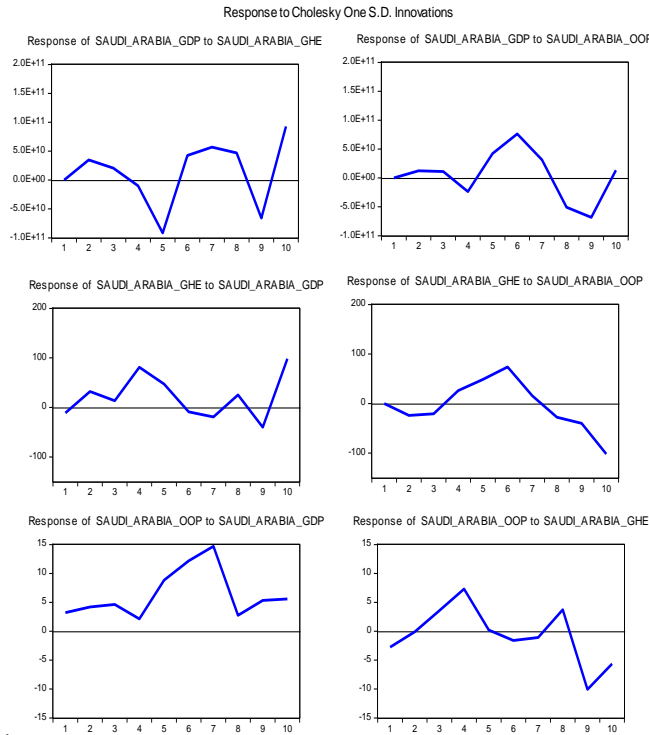 Response to Cholesky One S.D. Innovations
Response of SAUDI_ARABIA_GDP to SAUDI_ARABIA_GHE
2.0E+11
1.5E+11
1.0E+11
5.0E+10
0.0E+00
-5.0E+10
-1.0E+11
1 2 3 4 5 6 7 8 9 10
Response of SAUDI_ARABIA_GDP to SAUDI_ARABIA_OOP
2.0E+11
1.5E+11
1.0E+11
5.0E+10
0.0E+00
-5.0E+10
-1.0E+11
1 2 3 4 5 6 7 8 9 10
Response of SAUDI_ARABIA_GHE to SAUDI_ARABIA_GDP
200
100
0
-100
1 2 3 4 5 6 7 8 9 10
Response of SAUDI_ARABIA_GHE to SAUDI_ARABIA_OOP
200
100
0
-100
1 2 3 4 5 6 7 8 9 10
Response of SAUDI_ARABIA_OOP to SAUDI_ARABIA_GDP
15
10
5
0
-5
-10
-15
1 2 3 4 5 6 7 8 9 10
Response of SAUDI_ARABIA_OOP to SAUDI_ARABIA_GHE
15
10
5
0
-5
-10
-15
1 2 3 4 5 6 7 8 9 10